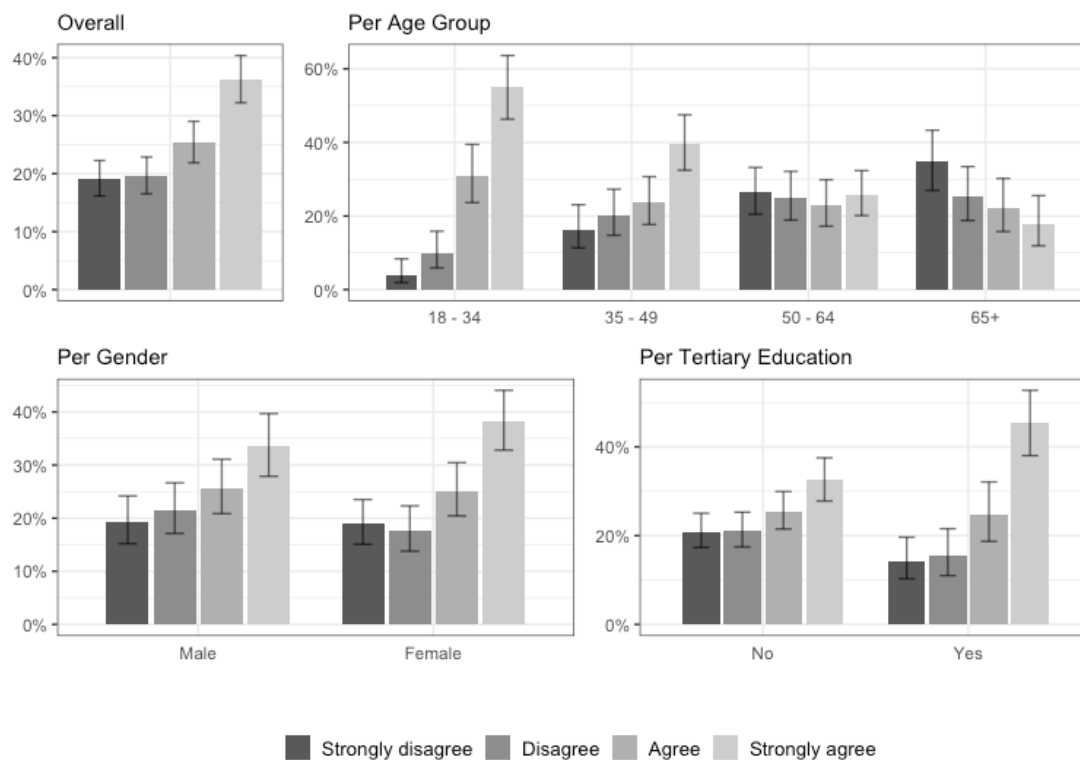 Overall
40%
30%
20%
10%
0%
Per Age Group
60%
40%
20%
0%
18 - 34
35 - 49
50 - 64
65+
Per Gender
40%
30%
20%
10%
0%
Male
Female
Per Tertiary Education
40%
20%
0%
No
Yes
Strongly disagree
Disagree
Agree
Strongly agree